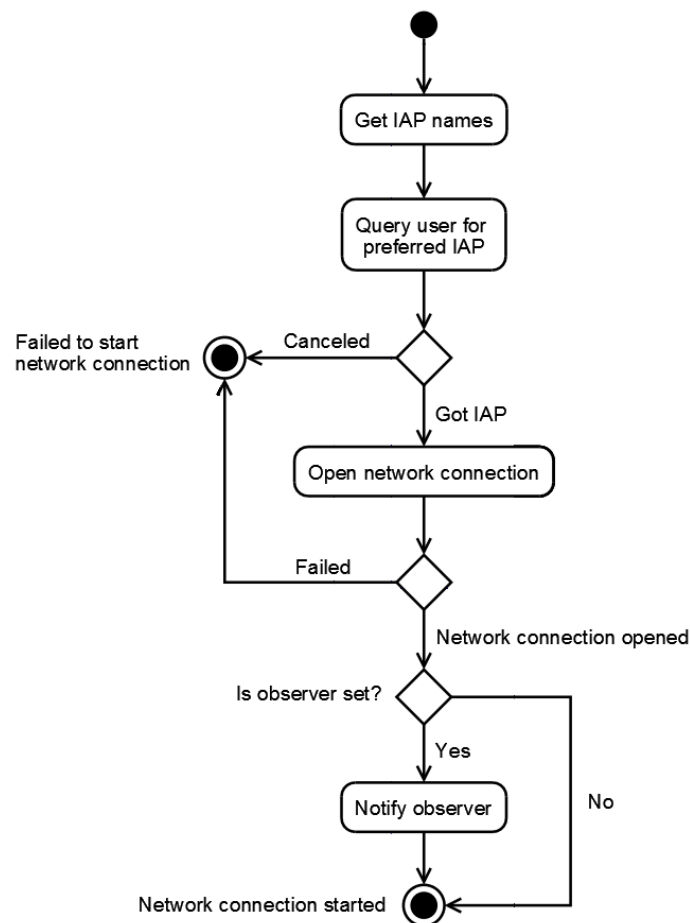 Get IAP names
Query user for
preferred IAP
Canceled
Failed to start
network connection
Got IAP
Open network connection
Failed
Network connection opened
Is observer set?
Yes
Notify observer
No
Network connection started